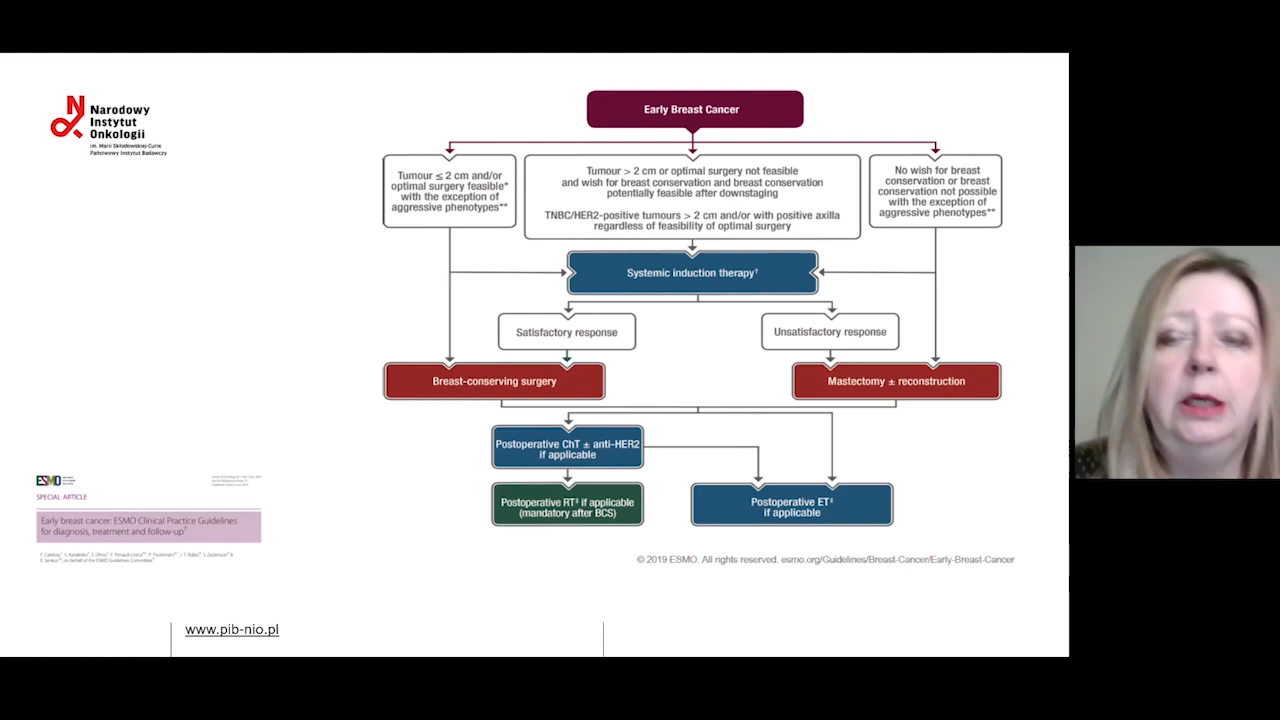 Narodowy
Instytut
Onkologii
im. Marii Skłodowskiej-Curie
Państwowy Instytut Badawczy
Early Breast Cancer
Tumour ≤ 2 cm and/or
optimal surgery feasible*
with the exception of
aggressive phenotypes**
Tumour > 2 cm or optimal surgery not feasible
and wish for breast conservation and breast conservation
potentially feasible after downstaging
TNBC/HER2-positive tumours > 2 cm and/or with positive axilla
regardless of feasibility of optimal surgery
No wish for breast
conservation or breast
conservation not possible
with the exception of
aggressive phenotypes**
Systemic induction therapy†
Satisfactory response
Unsatisfactory response
Breast-conserving surgery
Mastectomy ± reconstruction
Postoperative ChT ± anti-HER2
if applicable
Postoperative RT§ if applicable
(mandatory after BCS)
Postoperative ET‡
if applicable
ESMO
SPECIAL ARTICLE
Early breast cancer: ESMO Clinical Practice Guidelines
for diagnosis, treatment and follow-up†
© 2019 ESMO. All rights reserved. esmo.org/Guidelines/Breast-Cancer/Early-Breast-Cancer
www.pib-nio.pl